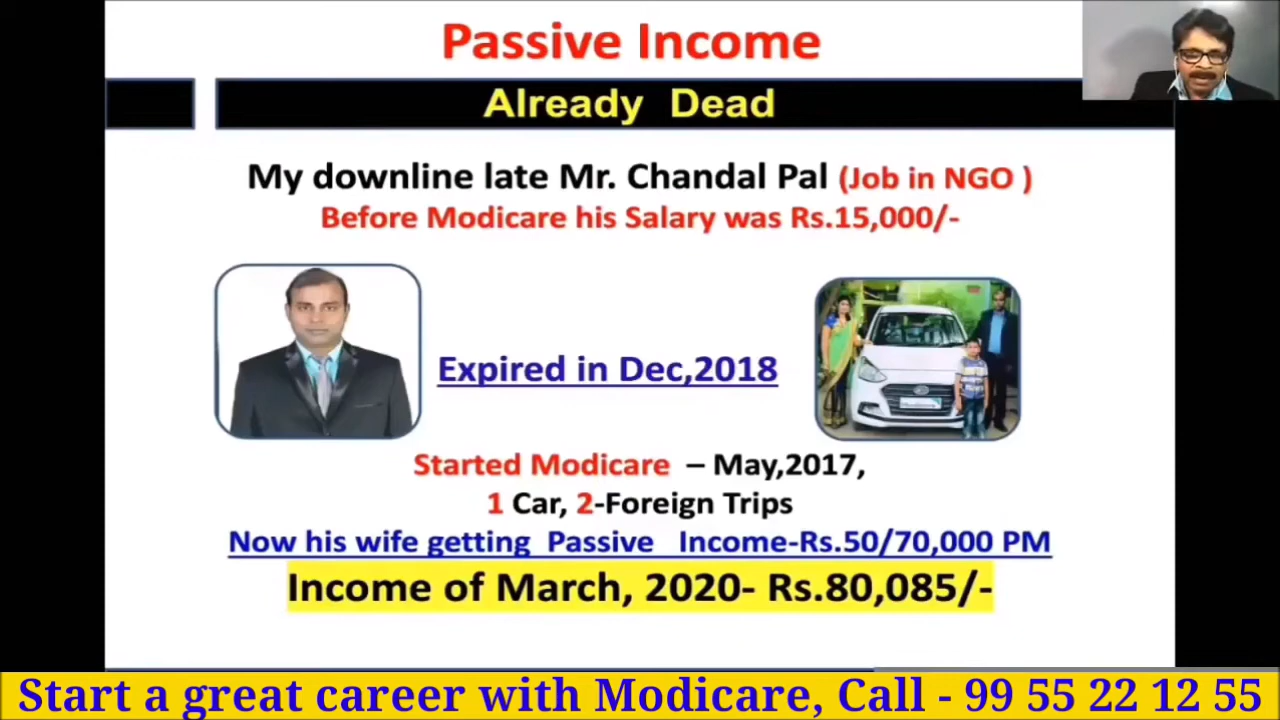 Passive Income
Already Dead
My downline late Mr. Chandal Pal (Job in NGO )
Before Modicare his Salary was Rs.15,000/-
Expired in Dec,2018
Started Modicare – May,2017,
1 Car, 2-Foreign Trips
Now his wife getting Passive Income-Rs.50/70,000 PM
Income of March, 2020- Rs.80,085/-
Start a great career with Modicare, Call - 99 55 22 12 55